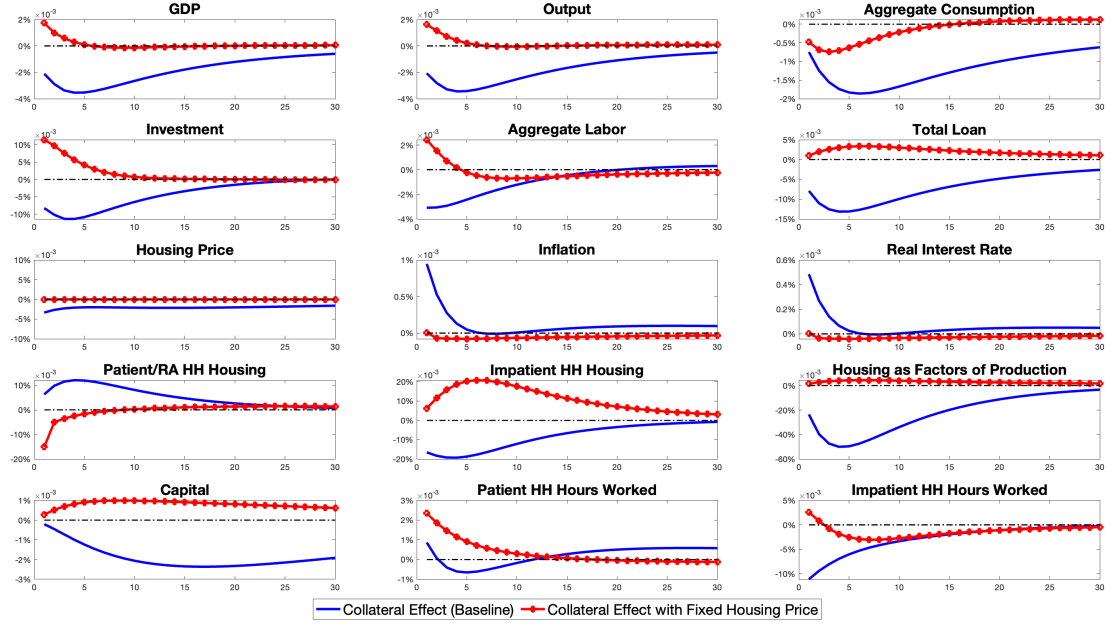 GDP
Output
Aggregate Consumption
×10^-3
×10^-3
×10^-3
2%
0%
-2%
-4%
2%
0%
-2%
-4%
0%
-0.5%
-1%
-1.5%
-2%
0 5 10 15 20 25 30
0 5 10 15 20 25 30
0 5 10 15 20 25 30
Investment
Aggregate Labor
Total Loan
×10^-3
×10^-3
×10^-3
10%
5%
0%
-5%
-10%
2%
0%
-2%
-4%
5%
0%
-5%
-10%
-15%
0 5 10 15 20 25 30
0 5 10 15 20 25 30
0 5 10 15 20 25 30
Housing Price
Inflation
Real Interest Rate
×10^-3
×10^-3
×10^-3
10%
5%
0%
-5%
-10%
1%
0.5%
0%
0.6%
0.4%
0.2%
0%
0 5 10 15 20 25 30
0 5 10 15 20 25 30
0 5 10 15 20 25 30
Patient/RA HH Housing
Impatient HH Housing
Housing as Factors of Production
×10^-3
×10^-3
×10^-3
10%
0%
-10%
-20%
20%
10%
0%
-10%
-20%
0%
-20%
-40%
-60%
0 5 10 15 20 25 30
0 5 10 15 20 25 30
0 5 10 15 20 25 30
Capital
Patient HH Hours Worked
Impatient HH Hours Worked
×10^-3
×10^-3
×10^-3
1%
0%
-1%
-2%
-3%
3%
2%
1%
0%
-1%
5%
0%
-5%
-10%
0 5 10 15 20 25 30
0 5 10 15 20 25 30
0 5 10 15 20 25 30
Collateral Effect (Baseline) Collateral Effect with Fixed Housing Price